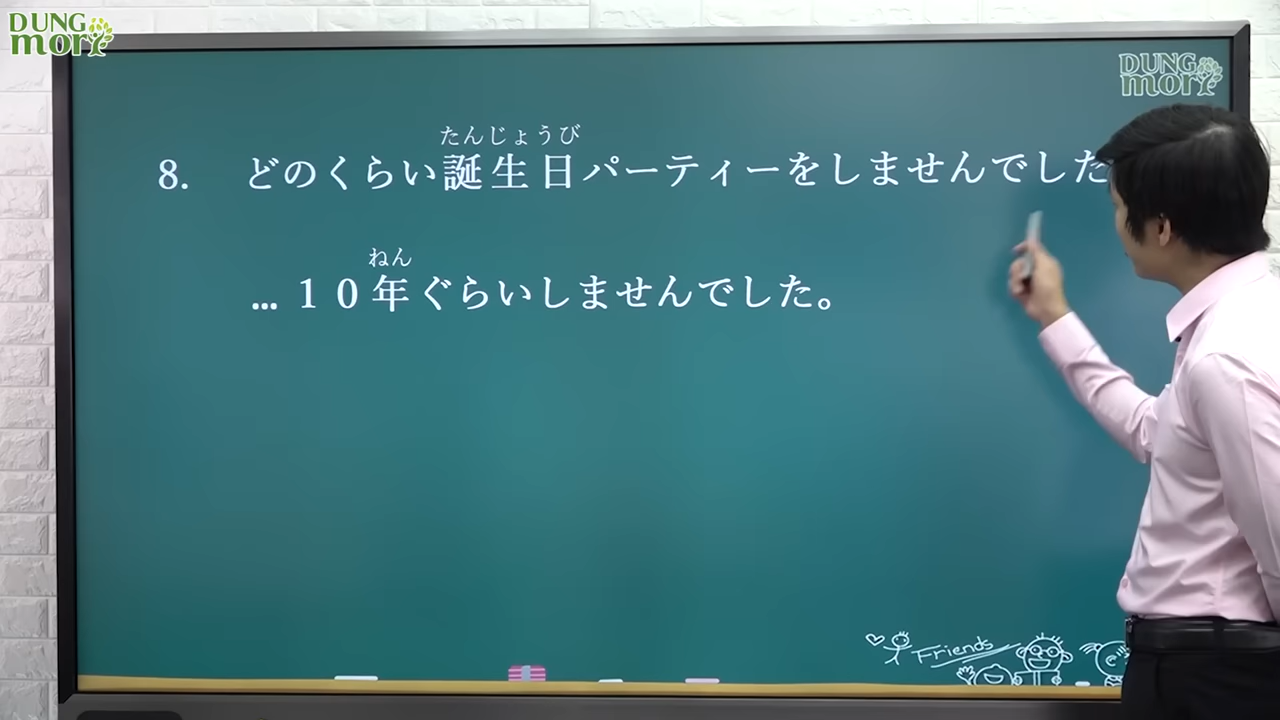 DUNG
mori
DUNG
mori
たんじょうび
8. どのくらい誕生日パーティーをしませんでした
ねん
... １０年ぐらいしませんでした。
Friends